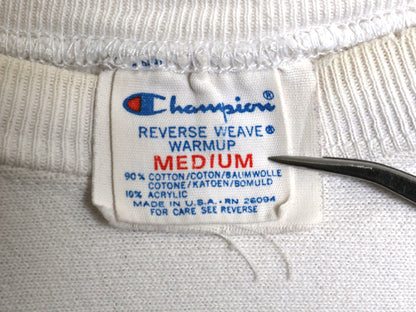 Champion®
REVERSE WEAVE®
WARMUP
MEDIUM
90% COTTON/COTON/BAUMWOLLE
COTONE/KATOEN/BOMULD
10% ACRYLIC
MADE IN U.S.A. RN 26094
FOR CARE SEE REVERSE